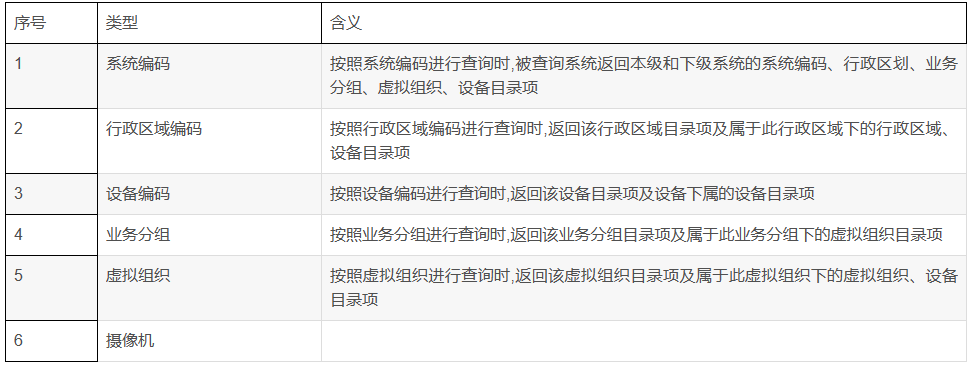 序号 类型 含义
1 系统编码 按照系统编码进行查询时,被查询系统返回本级和下级系统的系统编码、行政区划、业务
分组、虚拟组织、设备目录项
2 行政区域编码 按照行政区域编码进行查询时,返回该行政区域目录项及属于此行政区域下的行政区域、
设备目录项
3 设备编码 按照设备编码进行查询时,返回该设备目录项及设备下属的设备目录项
4 业务分组 按照业务分组进行查询时,返回该业务分组目录项及属于此业务分组下的虚拟组织目录项
5 虚拟组织 按照虚拟组织进行查询时,返回该虚拟组织目录项及属于此虚拟组织下的虚拟组织、设备
目录项
6 摄像机